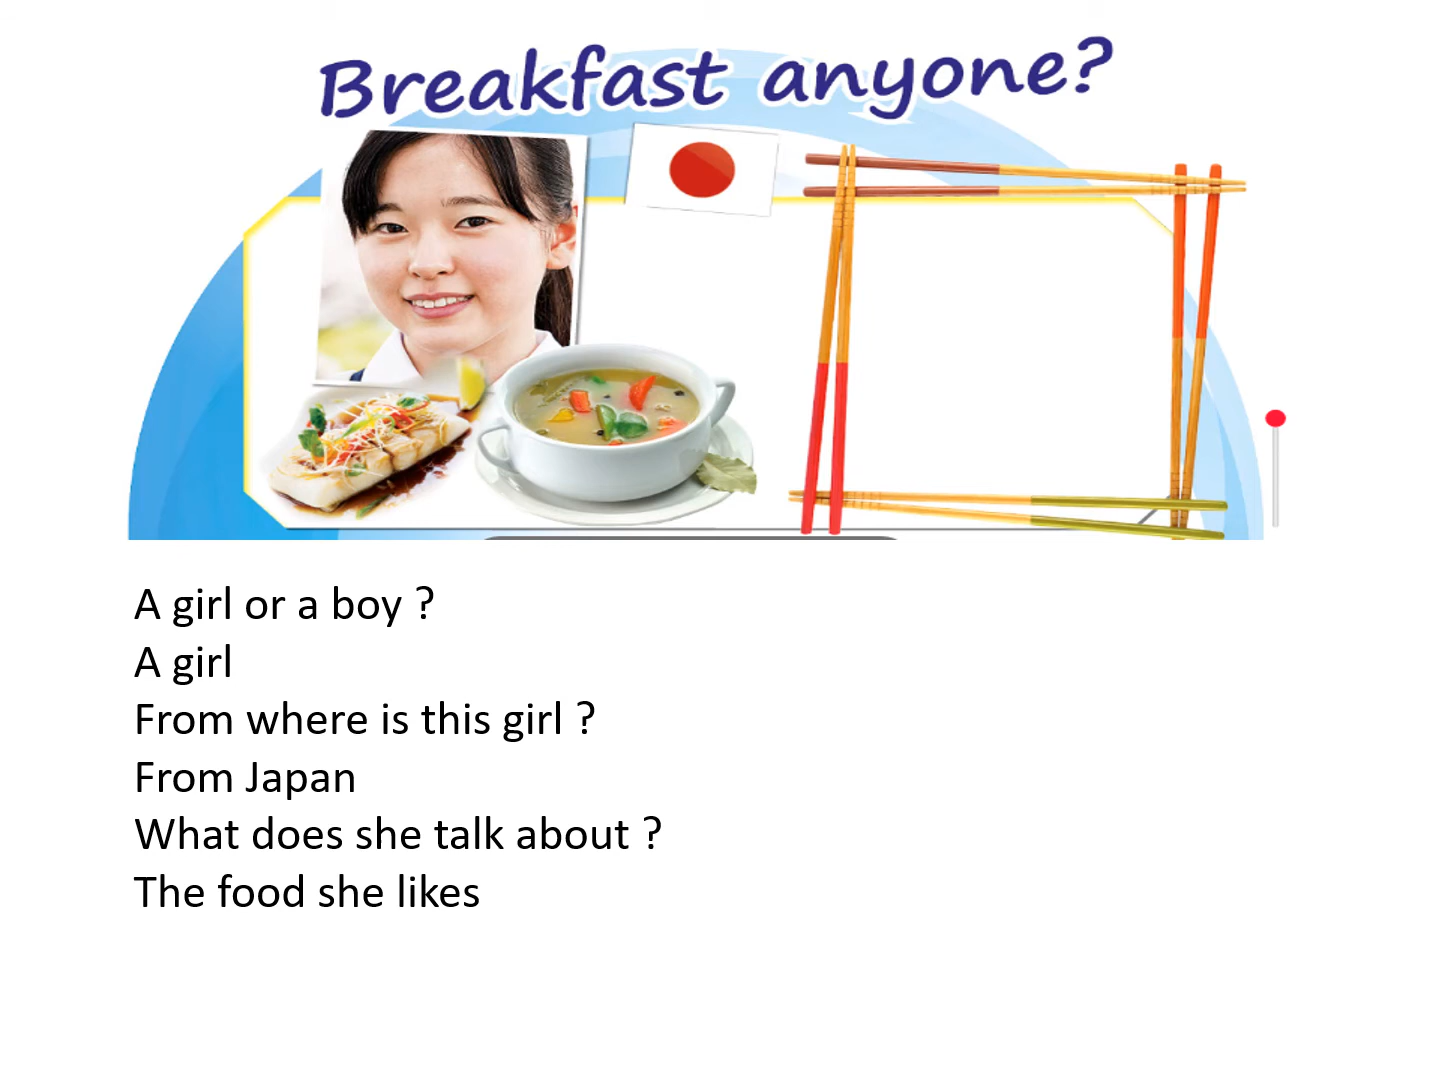 Breakfast anyone?
A girl or a boy ?
A girl
From where is this girl ?
From Japan
What does she talk about ?
The food she likes